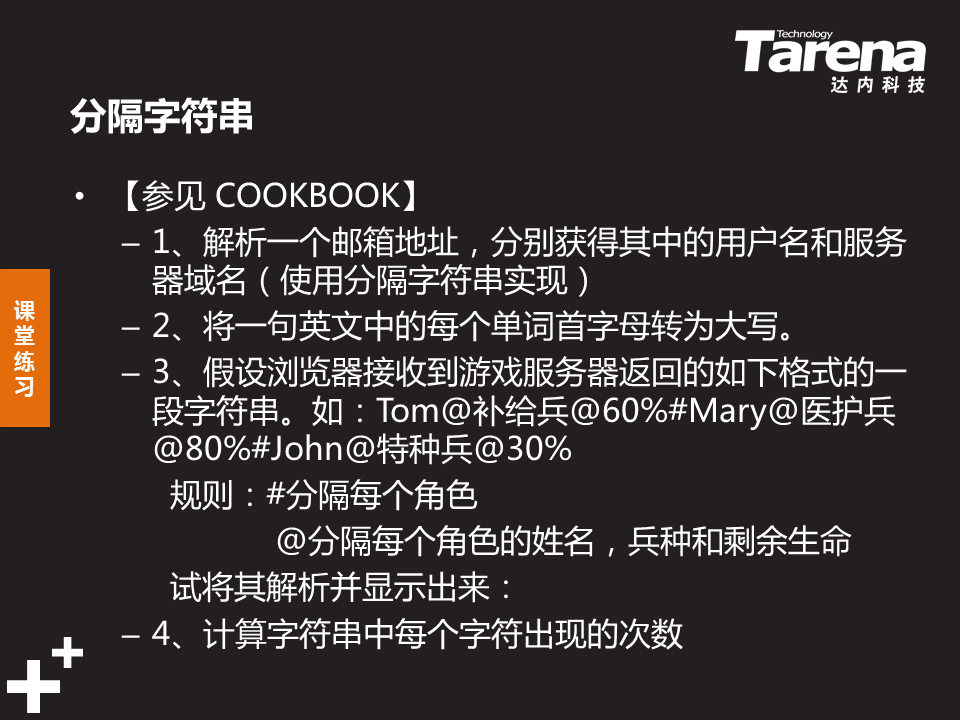 Technology
Tarena
达内科技
分隔字符串
• 【参见 COOKBOOK】
– 1、解析一个邮箱地址，分别获得其中的用户名和服务
器域名（使用分隔字符串实现）
– 2、将一句英文中的每个单词首字母转为大写。
– 3、假设浏览器接收到游戏服务器返回的如下格式的一
段字符串。如：Tom@补给兵@60%#Mary@医护兵
@80%#John@特种兵@30%
规则：#分隔每个角色
@分隔每个角色的姓名，兵种和剩余生命
试将其解析并显示出来：
– 4、计算字符串中每个字符出现的次数
课
堂
练
习